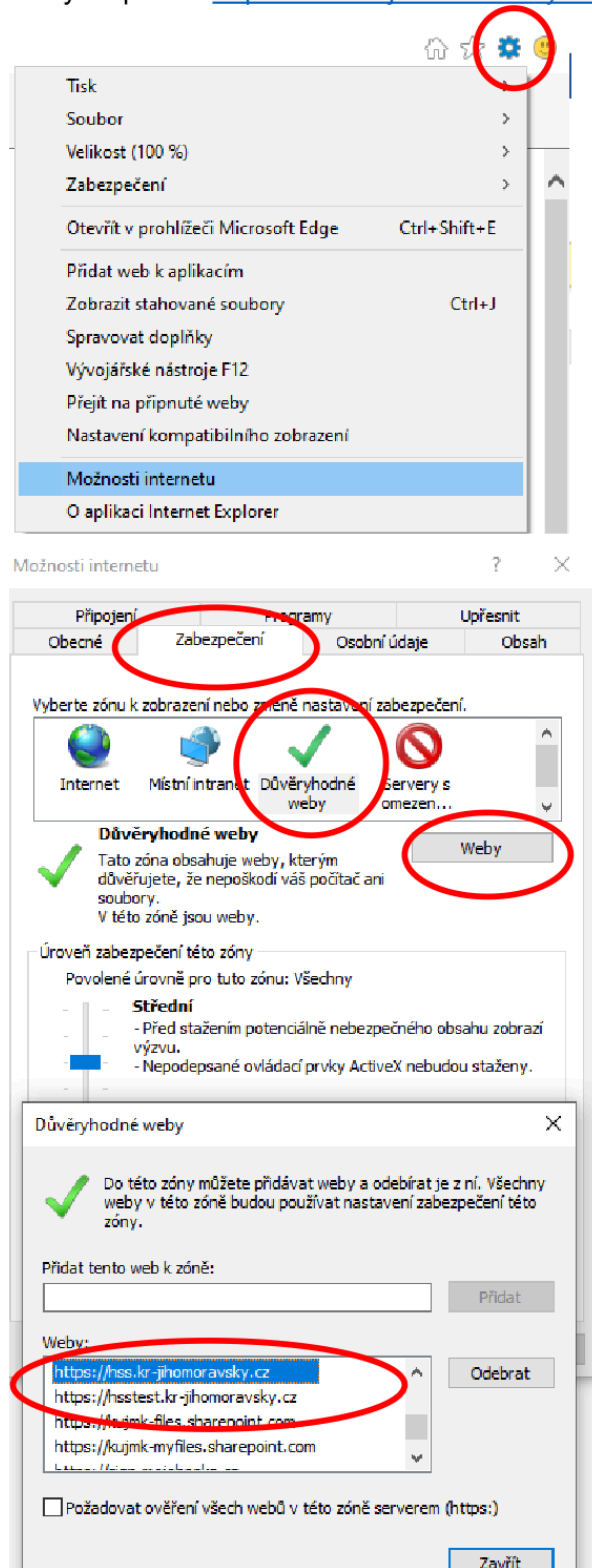 Tisk
Soubor
Velikost (100 %)
Zabezpečení
Otevřít v prohlížeči Microsoft Edge Ctrl+Shift+E
Přidat web k aplikacím
Zobrazit stahované soubory Ctrl+J
Spravovat doplňky
Vývojářské nástroje F12
Přejít na připnuté weby
Nastavení kompatibilního zobrazení
Možnosti internetu
O aplikaci Internet Explorer
Možnosti internetu ? ×
Připojení Programy Upřesnit
Obecné Zabezpečení Osobní údaje Obsah
Vyberte zónu k zobrazení nebo změně nastavení zabezpečení.
Internet Místní intranet Důvěryhodné weby Servery s omezen...
Důvěryhodné weby
Weby
Tato zóna obsahuje weby, kterým
důvěřujete, že nepoškodí váš počítač ani
soubory.
V této zóně jsou weby.
Úroveň zabezpečení této zóny
Povolené úrovně pro tuto zónu: Všechny
Střední
- Před stažením potenciálně nebezpečného obsahu zobrazí
výzvu.
- Nepodepsané ovládací prvky ActiveX nebudou staženy.
Důvěryhodné weby
Do této zóny můžete přidávat weby a odebírat je z ní. Všechny
weby v této zóně budou používat nastavení zabezpečení této
zóny.
Přidat tento web k zóně:
Přidat
Weby:
https://hss.kr-jihomoravsky.cz
Odebrat
https://hsstest.kr-jihomoravsky.cz
https://kujmk-files.sharepoint.com
https://kujmk-myfiles.sharepoint.com
Požadovat ověření všech webů v této zóně serverem (https:)
Zavřít